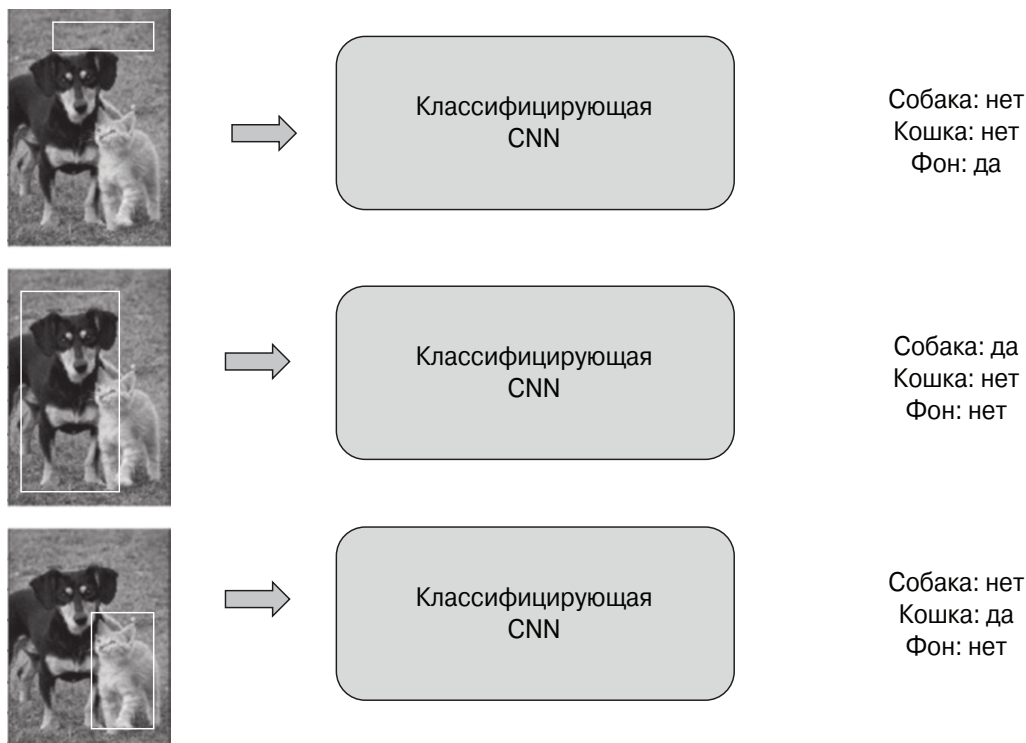 Классифицирующая
CNN
Собака: нет
Кошка: нет
Фон: да
Классифицирующая
CNN
Собака: да
Кошка: нет
Фон: нет
Классифицирующая
CNN
Собака: нет
Кошка: да
Фон: нет